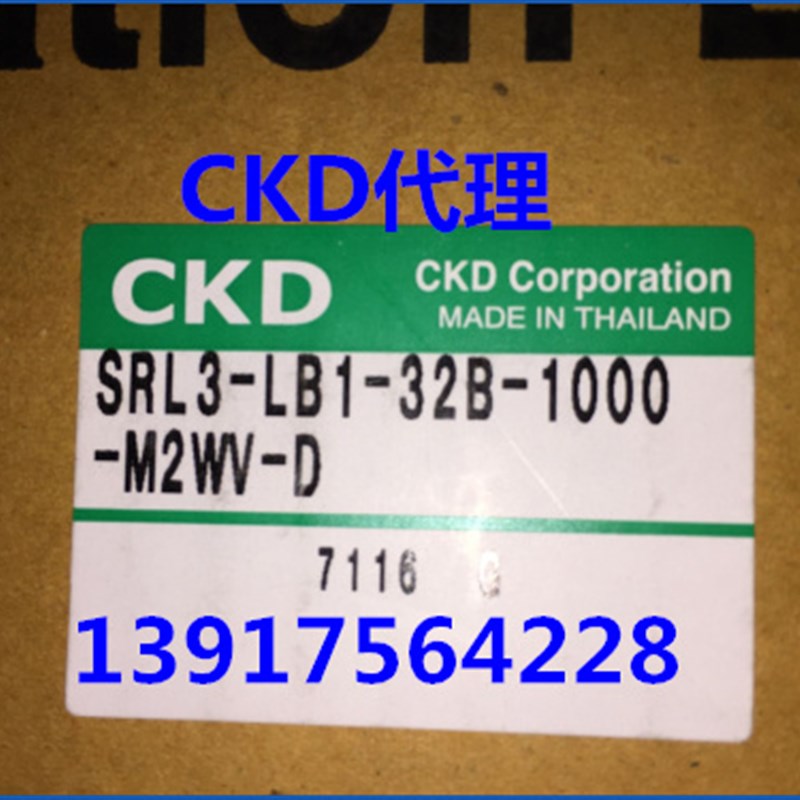 CKD代理
CKD
CKD Corporation
MADE IN THAILAND
SRL3-LB1-32B-1000
-M2WV-D
7116
13917564228